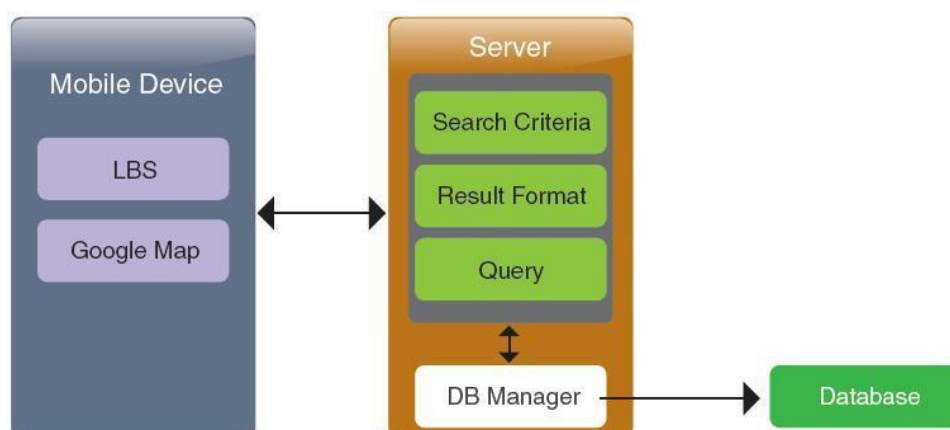 Mobile Device
LBS
Google Map
Server
Search Criteria
Result Format
Query
DB Manager
Database